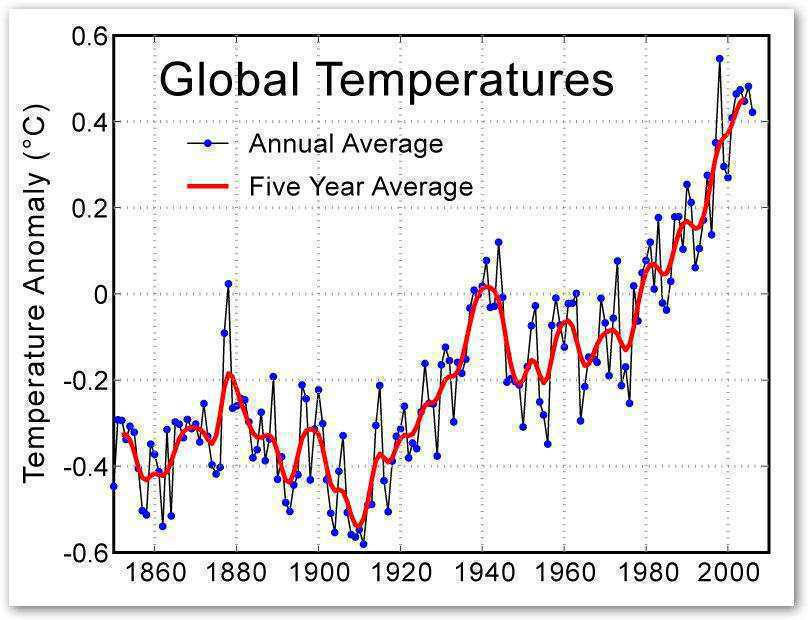 Global Temperatures
Annual Average
Five Year Average
Temperature Anomaly (°C)
0.6
0.4
0.2
0
-0.2
-0.4
-0.6
1860 1880 1900 1920 1940 1960 1980 2000